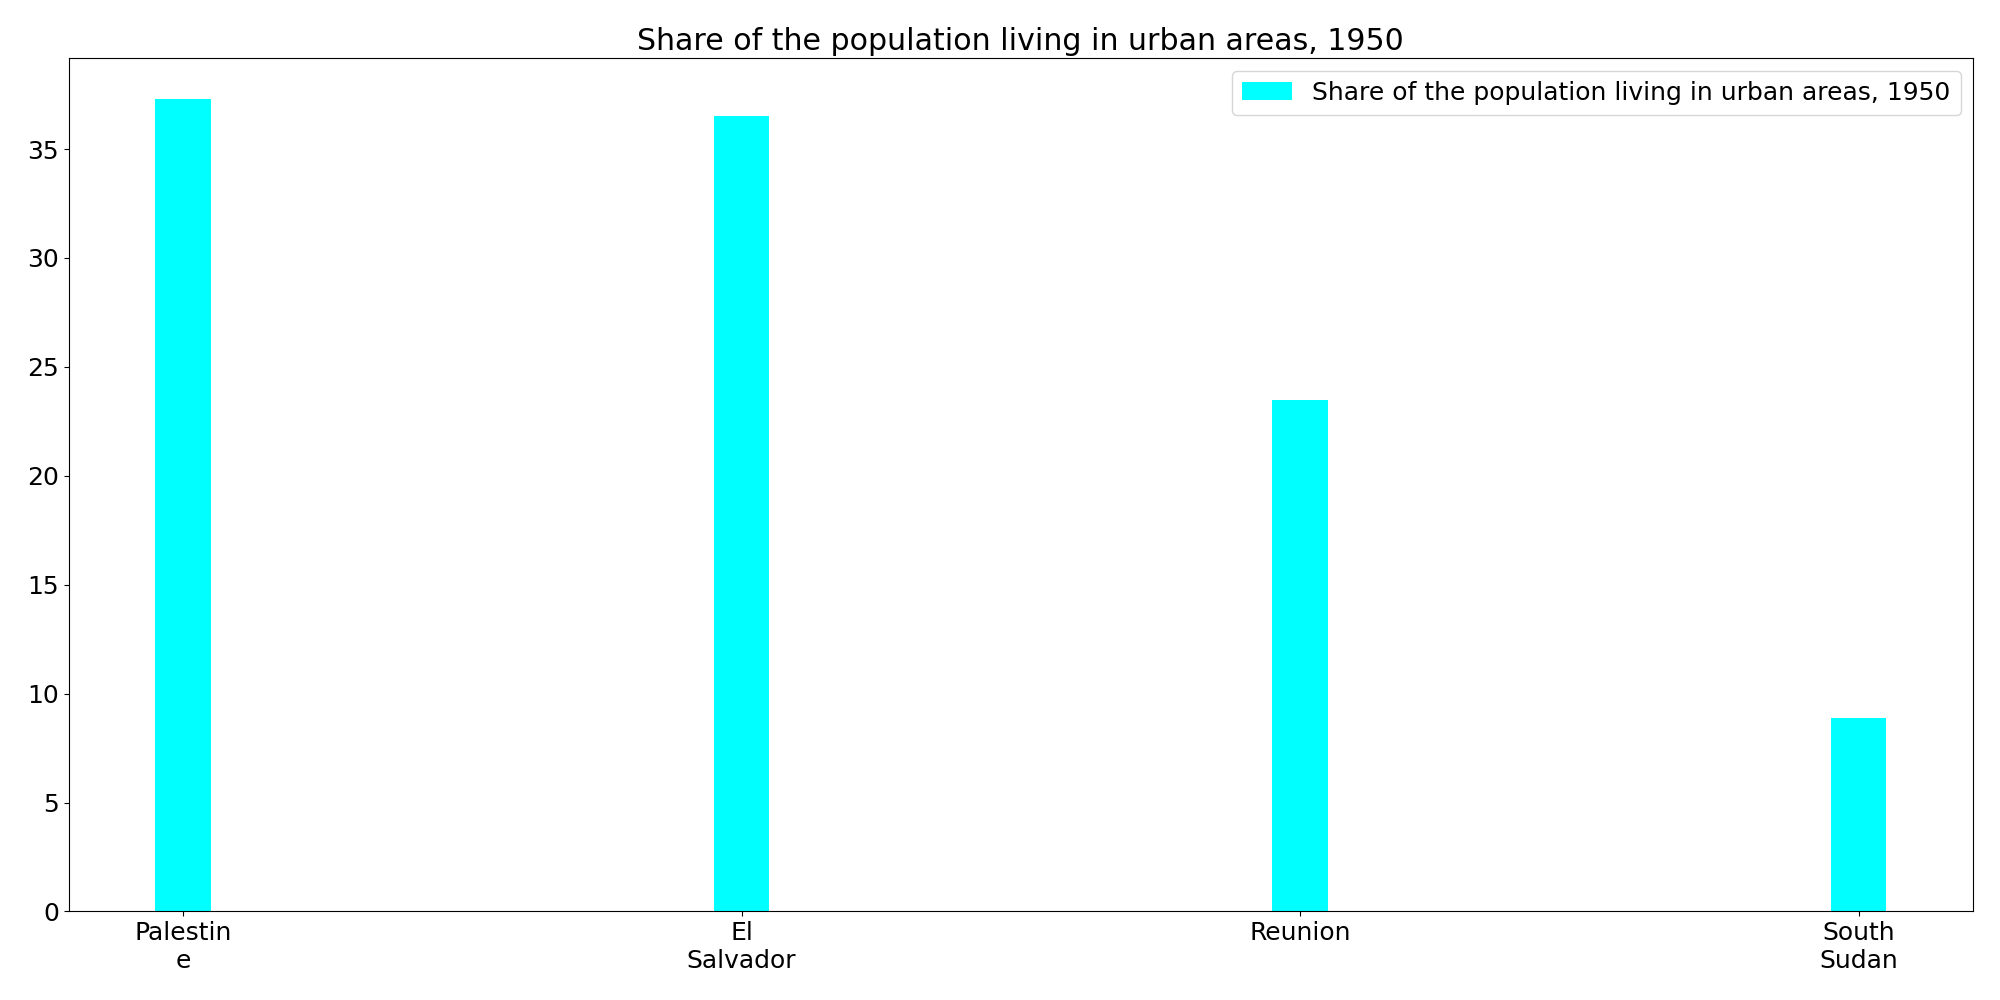 Share of the population living in urban areas, 1950
Share of the population living in urban areas, 1950
35
30
25
20
15
10
5
0
Palestin
e
El
Salvador
Reunion
South
Sudan